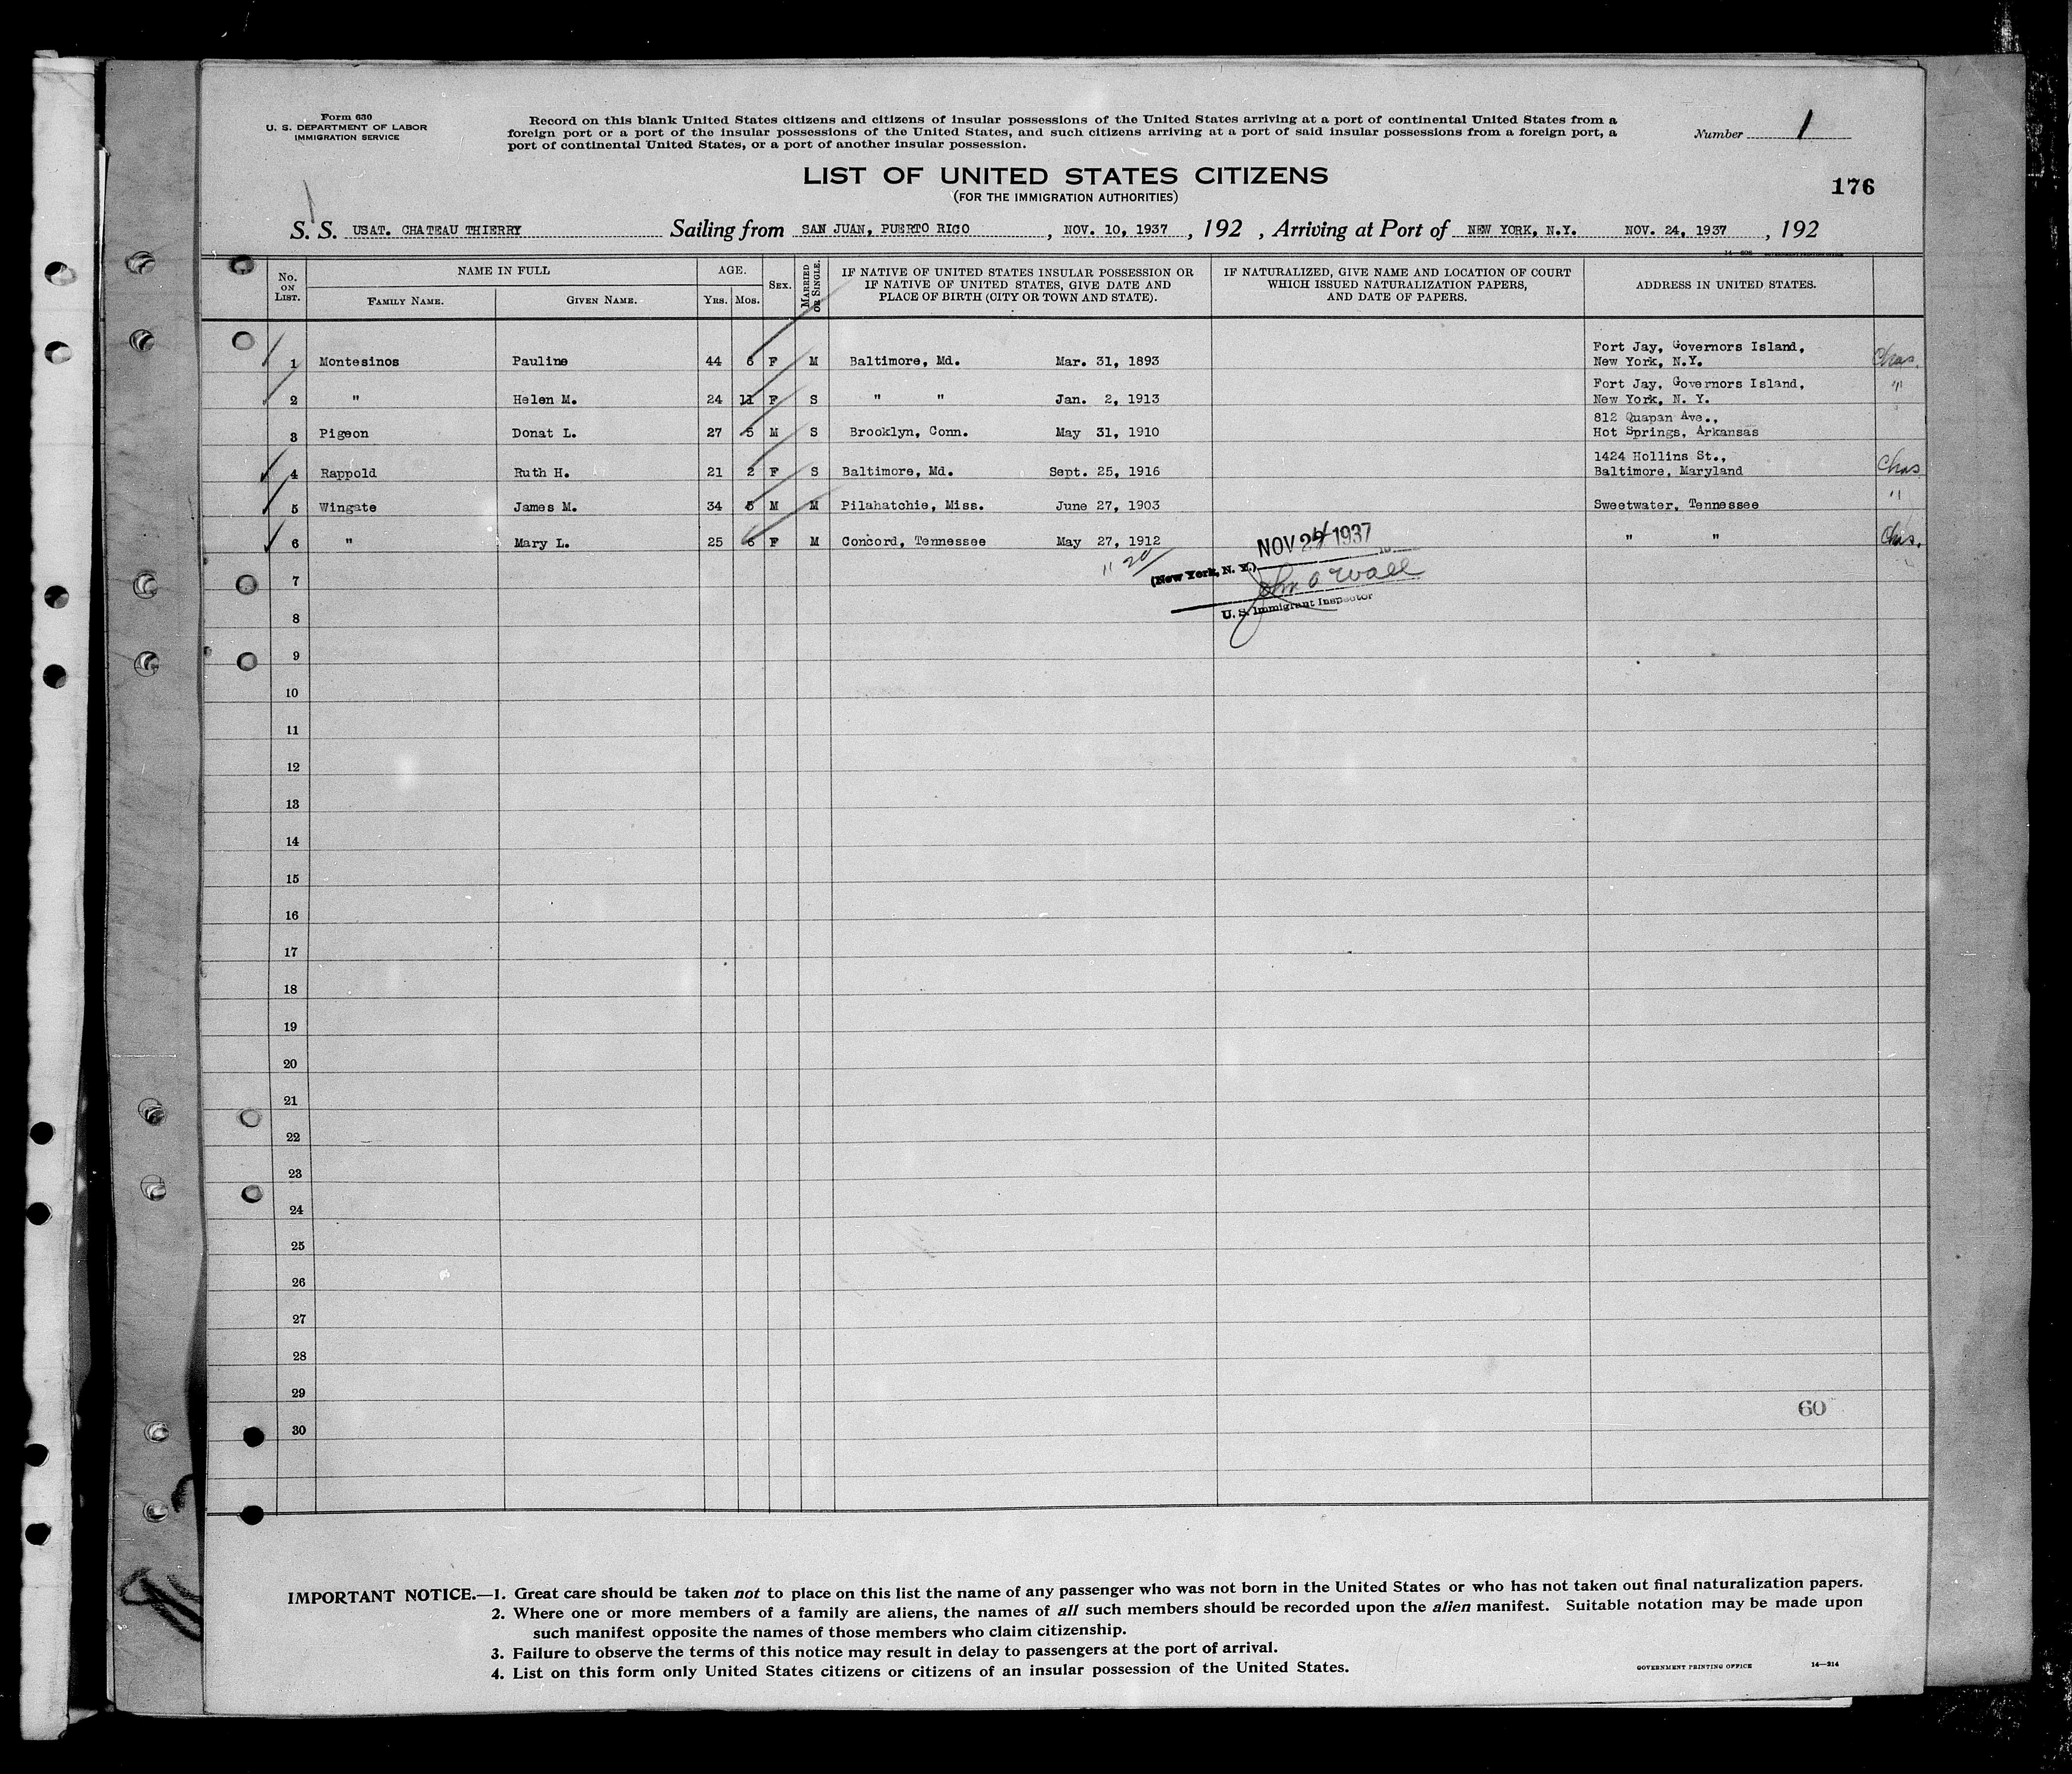 Form 630
U. S. DEPARTMENT OF LABOR
IMMIGRATION SERVICE
Record on this blank United States citizens and citizens of insular possessions of the United States arriving at a port of continental United States from a
foreign port or a port of the insular possessions of the United States, and such citizens arriving at a port of said insular possessions from a foreign port, a
port of continental United States, or a port of another insular possession.
Number 1
LIST OF UNITED STATES CITIZENS
(FOR THE IMMIGRATION AUTHORITIES)
176
S. S. USAT. CHATEAU THIERRY Sailing from SAN JUAN, PUERTO RICO , NOV. 10, 1937 , 192 , Arriving at Port of NEW YORK, N.Y. NOV. 24, 1937 , 192
No. ON LIST. NAME IN FULL FAMILY NAME. GIVEN NAME. AGE. YRS. MOS. SEX. MARRIED OR SINGLE. IF NATIVE OF UNITED STATES INSULAR POSSESSION OR IF NATIVE OF UNITED STATES, GIVE DATE AND PLACE OF BIRTH (CITY OR TOWN AND STATE). IF NATURALIZED, GIVE NAME AND LOCATION OF COURT WHICH ISSUED NATURALIZATION PAPERS, AND DATE OF PAPERS. ADDRESS IN UNITED STATES.
Fort Jay, Governors Island,
1 Montesinos Pauline 44 6 F M Baltimore, Md. Mar. 31, 1893 New York, N.Y. Chas.
Fort Jay, Governors Island, "
2 " Helen M. 24 11 F S " " Jan. 2, 1913 New York, N. Y.
812 Quapan Ave.,
3 Pigeon Donat L. 27 5 M S Brooklyn, Conn. May 31, 1910 Hot Springs, Arkansas
1424 Hollins St.,
4 Rappold Ruth H. 21 2 F S Baltimore, Md. Sept. 25, 1916 Baltimore, Maryland Chas
5 Wingate James M. 34 5 M M Pilahatchie, Miss. June 27, 1903 Sweetwater, Tennessee "
6 " Mary L. 25 6 F M Concord, Tennessee May 27, 1912 " " Chas.
NOV 24 1937
" 20
(New York, N. Y.)
7
U. S. Immigrant Inspector
8
9
10
11
12
13
14
15
16
17
18
19
20
21
22
23
24
25
26
27
28
29
60
30
IMPORTANT NOTICE.—1. Great care should be taken not to place on this list the name of any passenger who was not born in the United States or who has not taken out final naturalization papers.
2. Where one or more members of a family are aliens, the names of all such members should be recorded upon the alien manifest. Suitable notation may be made upon
such manifest opposite the names of those members who claim citizenship.
3. Failure to observe the terms of this notice may result in delay to passengers at the port of arrival.
4. List on this form only United States citizens or citizens of an insular possession of the United States.
GOVERNMENT PRINTING OFFICE 14—214